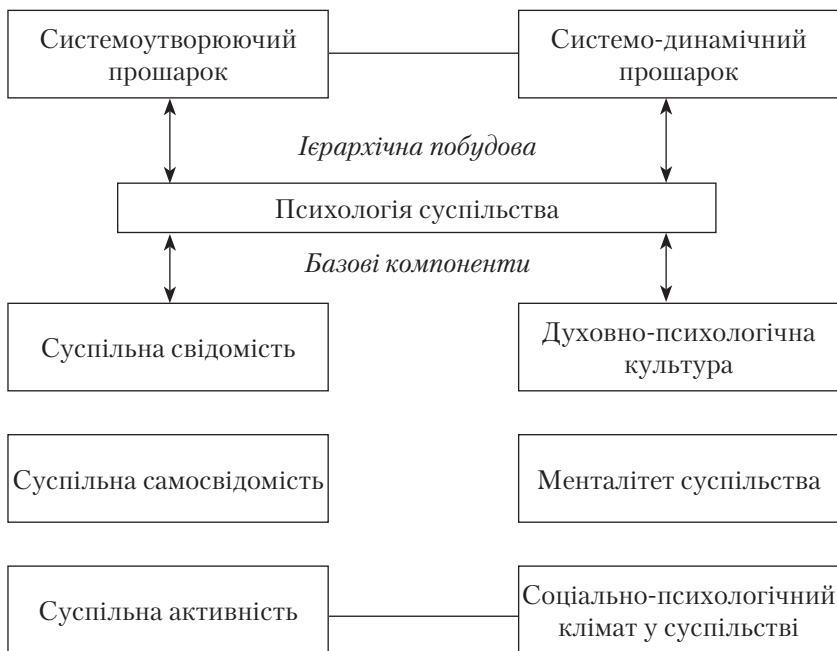 Системоутворюючий
прошарок
Системо-динамічний
прошарок
Ієрархічна побудова
Психологія суспільства
Базові компоненти
Суспільна свідомість
Духовно-психологічна
культура
Суспільна самосвідомість
Менталітет суспільства
Суспільна активність
Соціально-психологічний
клімат у суспільстві